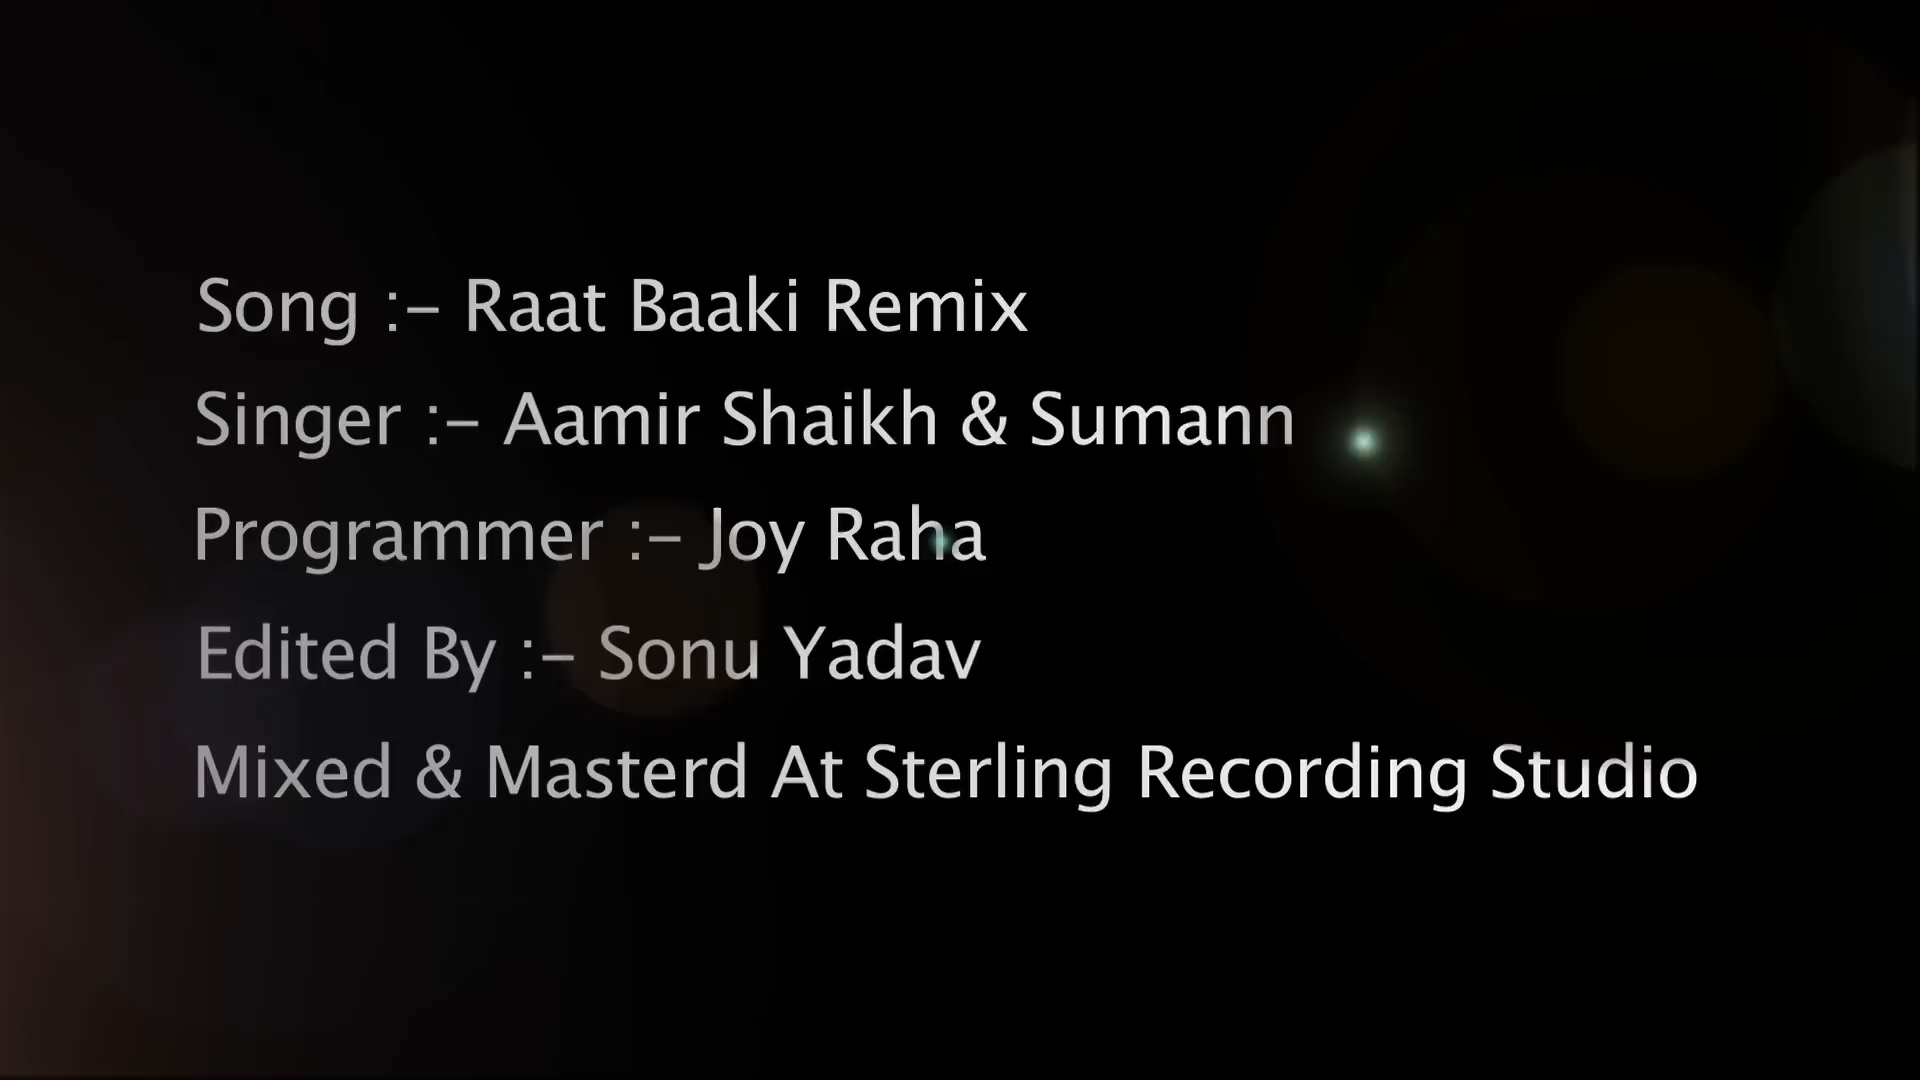 Song :- Raat Baaki Remix
Singer :- Aamir Shaikh & Sumann
Programmer :- Joy Raha
Edited By :- Sonu Yadav
Mixed & Masterd At Sterling Recording Studio